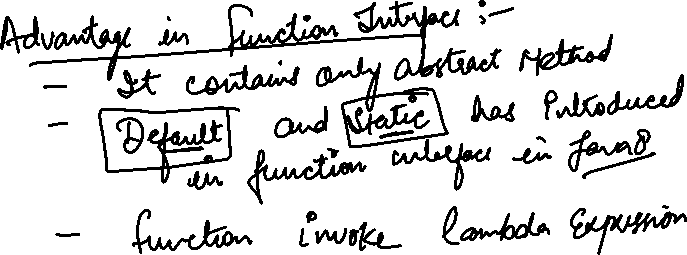 Advantage in function Interface :-
- It contains only abstract Method
- Default and Static has Introduced
in function interface in Java8
- function invoke lambda Expression